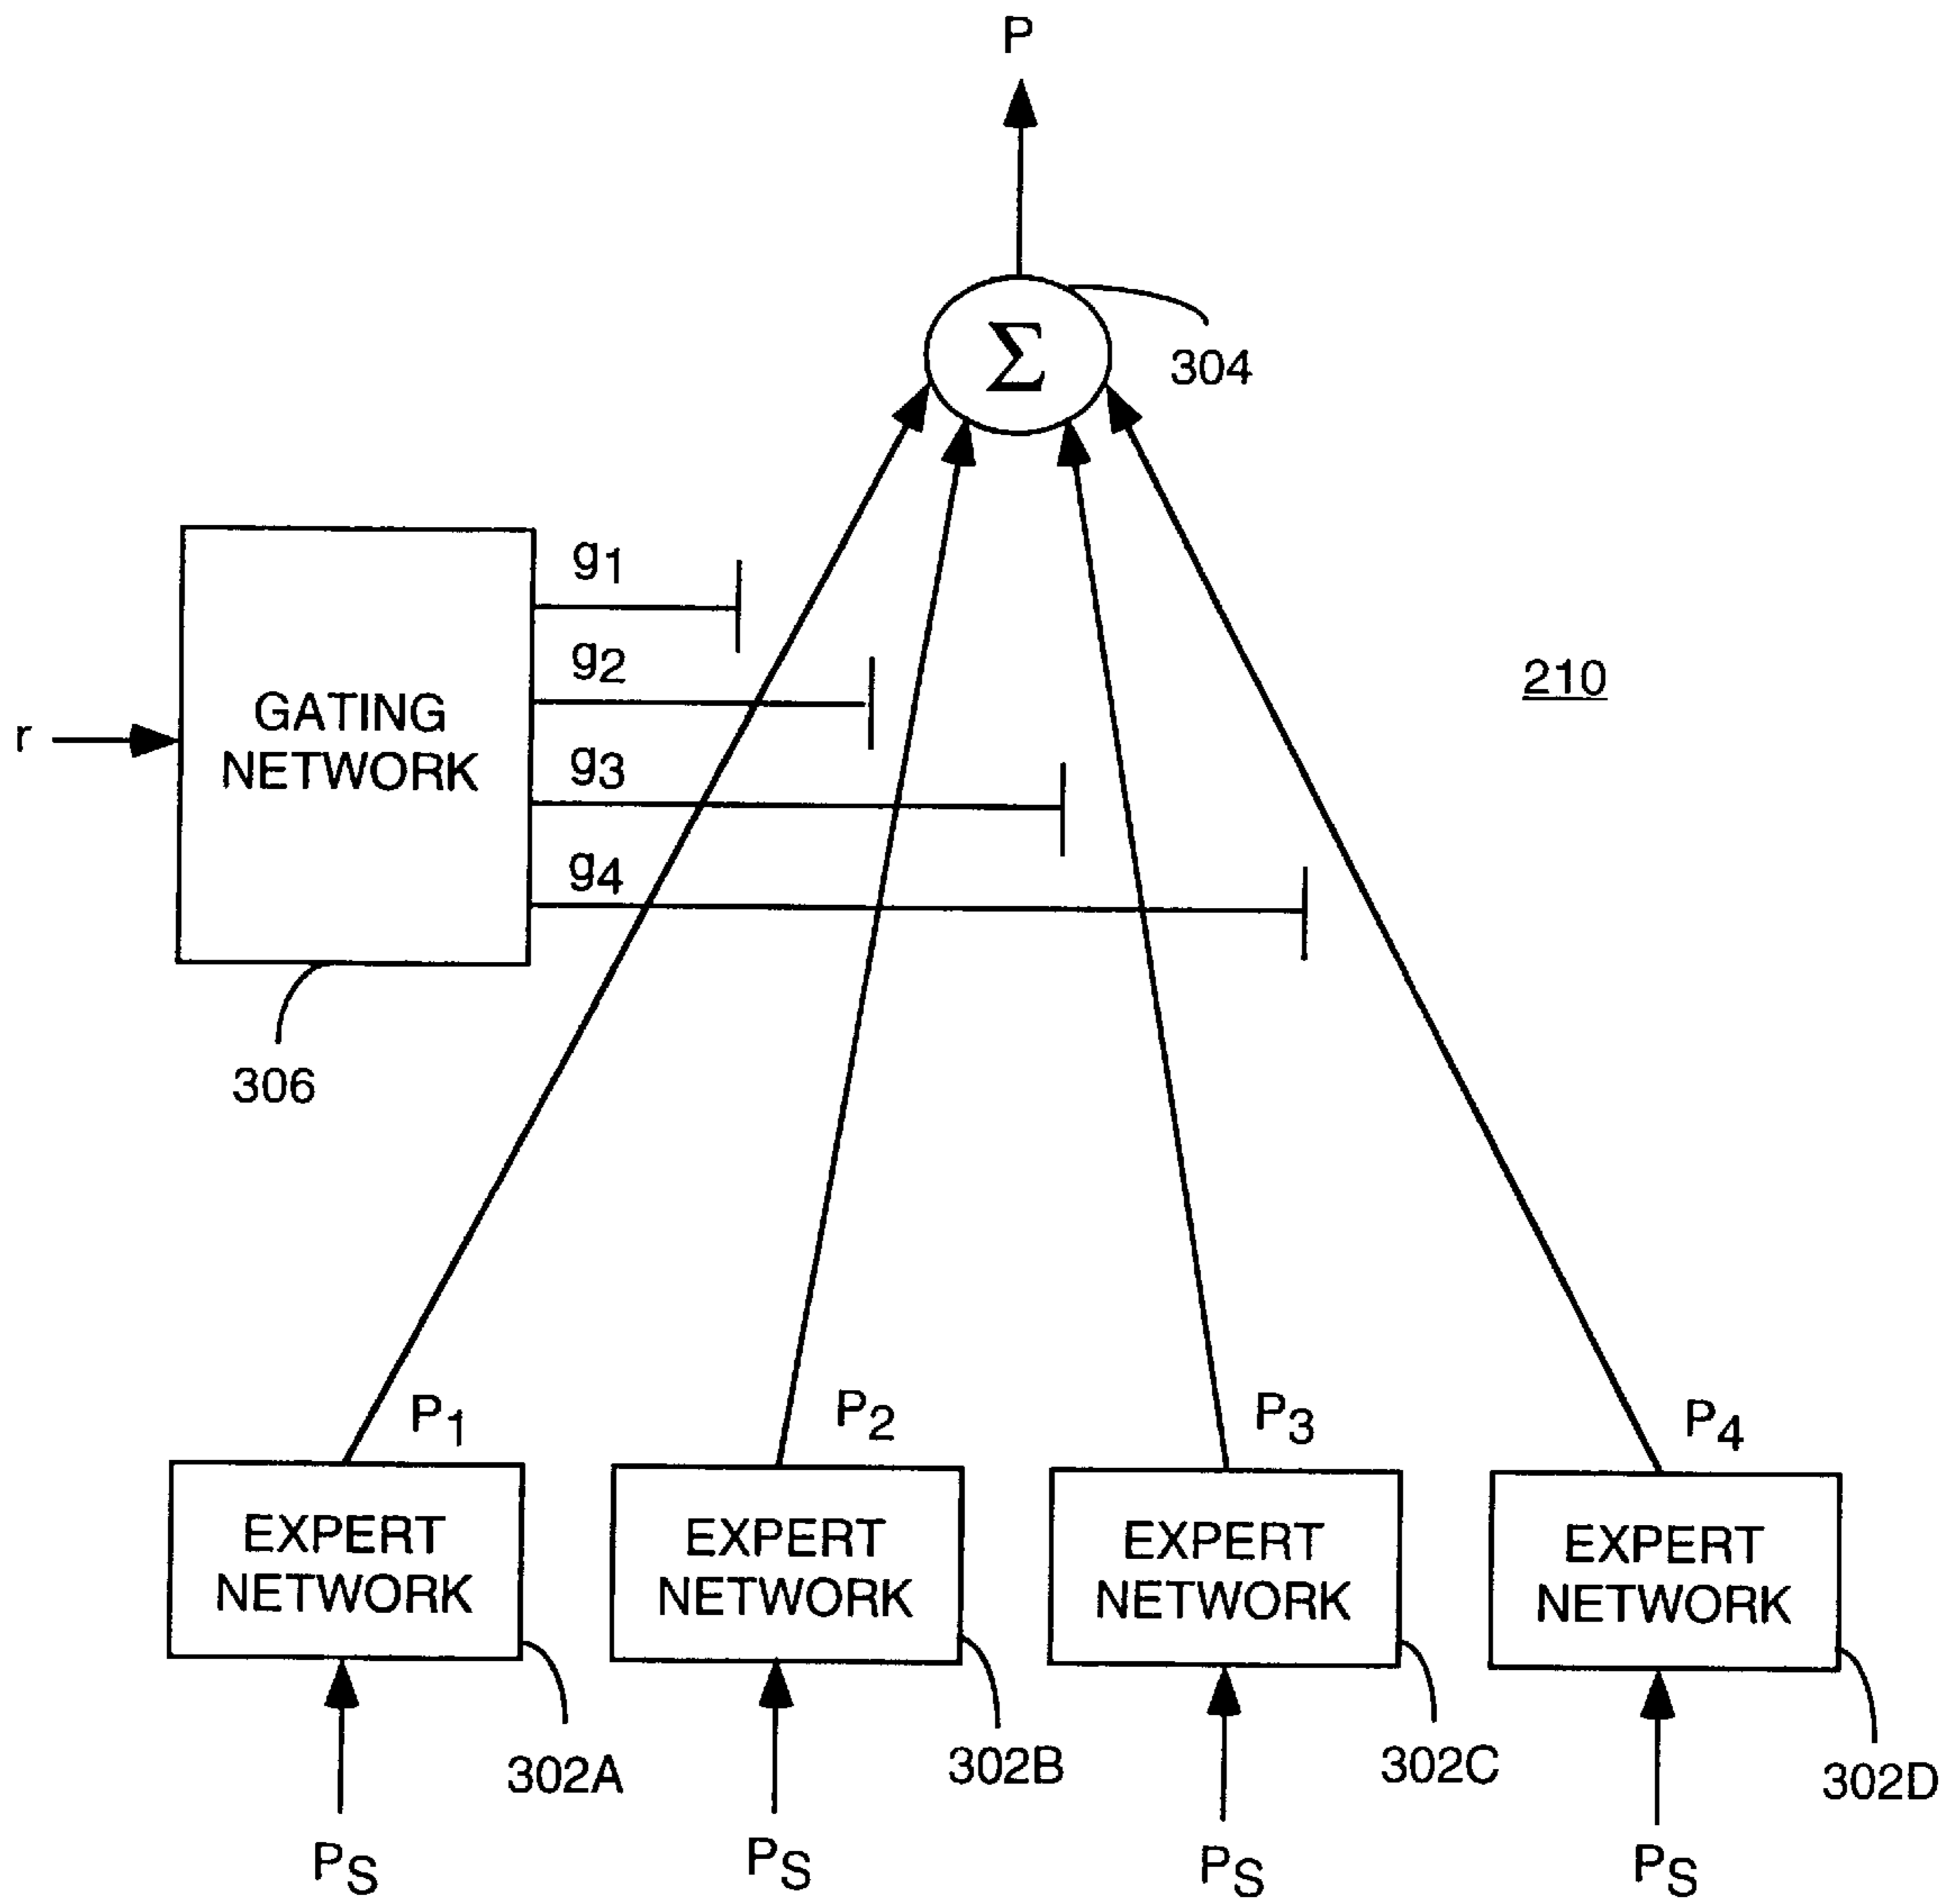 P
Σ
304
g1
g2
210
GATING
NETWORK
r
g3
g4
306
P1
P2
P3
P4
EXPERT
NETWORK
EXPERT
NETWORK
EXPERT
NETWORK
EXPERT
NETWORK
302A
302B
302C
302D
PS
PS
PS
PS